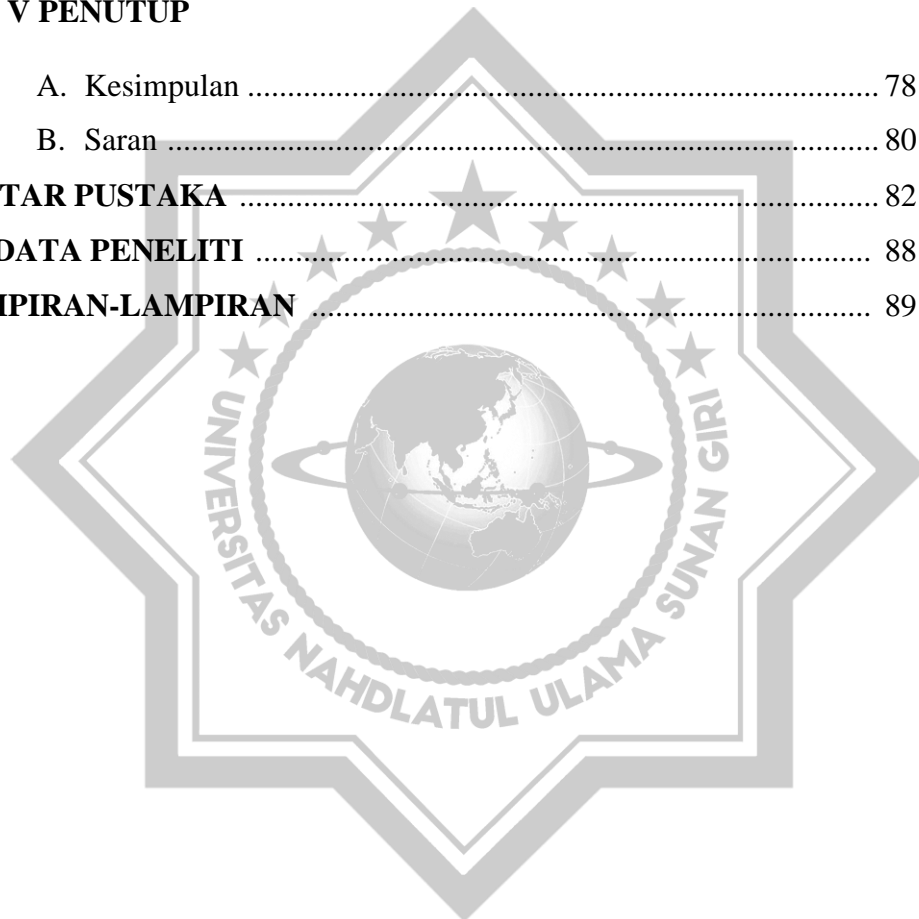 V PENUTUP
A. Kesimpulan ........................................................................... 78
B. Saran ..................................................................................... 80
TAR PUSTAKA ............................................................................ 82
DATA PENELITI ......................................................................... 88
IPIRAN-LAMPIRAN .................................................................. 89
UNIVERSITAS NAHDLATUL ULAMA SUNAN GIRI